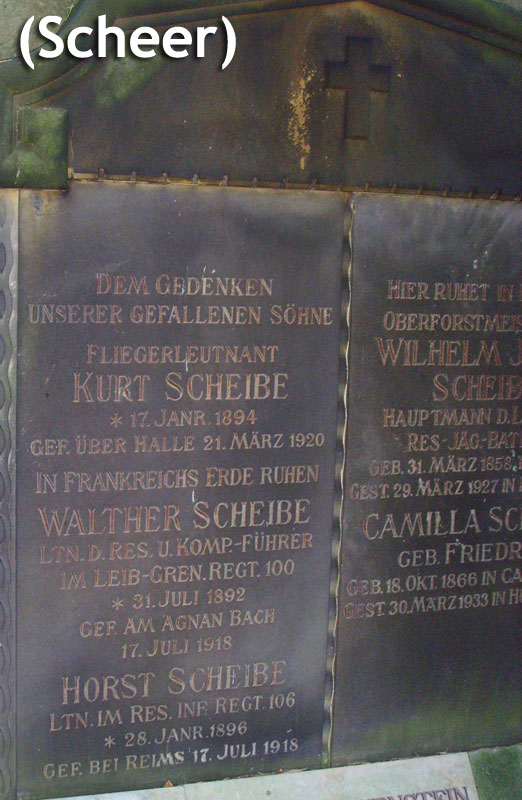 (Scheer)
DEM GEDENKEN
UNSERER GEFALLENEN SÖHNE
FLIEGERLEUTNANT
KURT SCHEIBE
* 17. JANR. 1894
GEF. ÜBER HALLE 21. MÄRZ 1920
IN FRANKREICHS ERDE RUHEN
WALTHER SCHEIBE
LTN. D. RES. U. KOMP.-FÜHRER
IM LEIB-GREN. REGT. 100
* 31. JULI 1892
GEF. AM AGNAN BACH
17. JULI 1918
HORST SCHEIBE
LTN. IM RES. INF. REGT. 106
* 28. JANR. 1896
GEF. BEI REIMS 17. JULI 1918
HIER RUHET IN
OBERFORSTMEIS
WILHELM
SCHEIB
HAUPTMANN D. L
RES.-JÄG-BAT
GEB. 31. MÄRZ 1858
GEST. 29. MÄRZ 1927 IN
CAMILLA SC
GEB. FRIEDR
GEB. 18. OKT. 1866 IN CA
GEST. 30. MÄRZ 1933 IN H